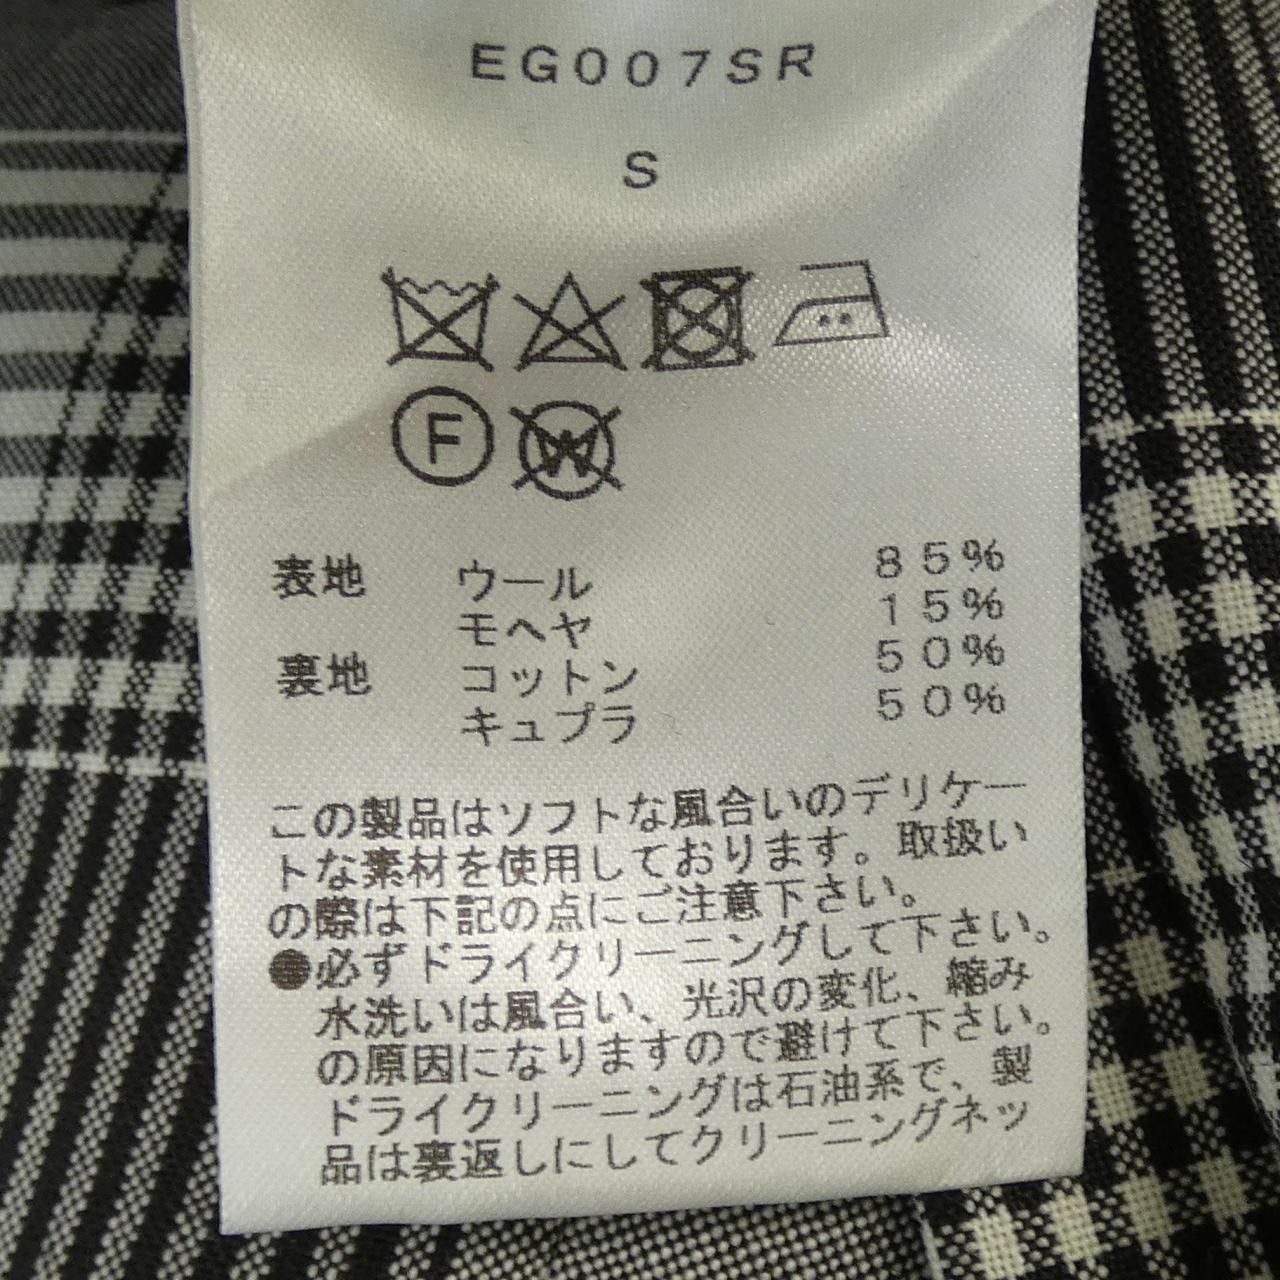 EG007SR
S
F
W
表地 ウール 85%
モヘヤ 15%
裏地 コットン 50%
キュプラ 50%
この製品はソフトな風合いのデリケー
トな素材を使用しております。取扱い
の際は下記の点にご注意下さい。
●必ずドライクリーニングして下さい。
水洗いは風合い、光沢の変化、縮み
の原因になりますので避けて下さい。
ドライクリーニングは石油系で、製
品は裏返しにしてクリーニングネッ